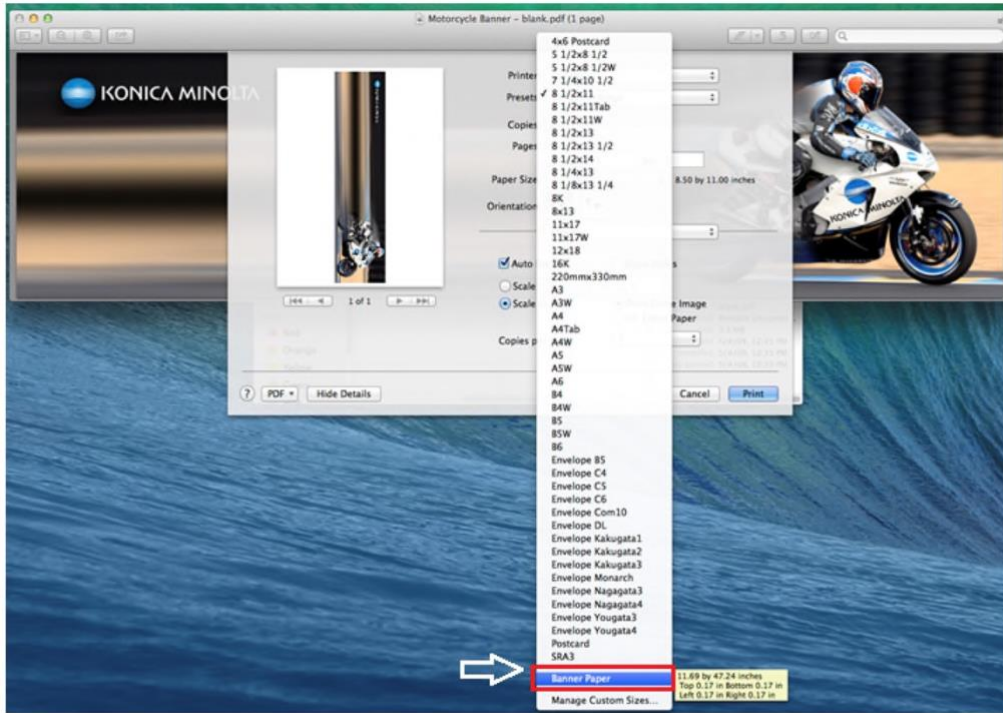 Motorcycle Banner – blank.pdf (1 page)
KONICA MINOLTA
KONICA MINOLTA
Printer
Presets
Copies
Pages
Paper Size
8.50 by 11.00 inches
Orientation
Auto
Scale
Scale
e Image
Paper
Copies p
1 of 1
? PDF Hide Details
Cancel Print
4x6 Postcard
5 1/2x8 1/2
5 1/2x8 1/2W
7 1/4x10 1/2
✓ 8 1/2x11
8 1/2x11Tab
8 1/2x11W
8 1/2x13
8 1/2x13 1/2
8 1/2x14
8 1/4x13
8 1/8x13 1/4
8K
8x13
11x17
11x17W
12x18
16K
220mmx330mm
A3
A3W
A4
A4Tab
A4W
A5
A5W
A6
B4
B4W
B5
B5W
B6
Envelope B5
Envelope C4
Envelope C5
Envelope C6
Envelope Com10
Envelope DL
Envelope Kakugata1
Envelope Kakugata2
Envelope Kakugata3
Envelope Monarch
Envelope Nagagata3
Envelope Nagagata4
Envelope Yougata3
Envelope Yougata4
Postcard
SRA3
Banner Paper
Manage Custom Sizes...
11.69 by 47.24 inches
Top 0.17 in Bottom 0.17 in
Left 0.17 in Right 0.17 in